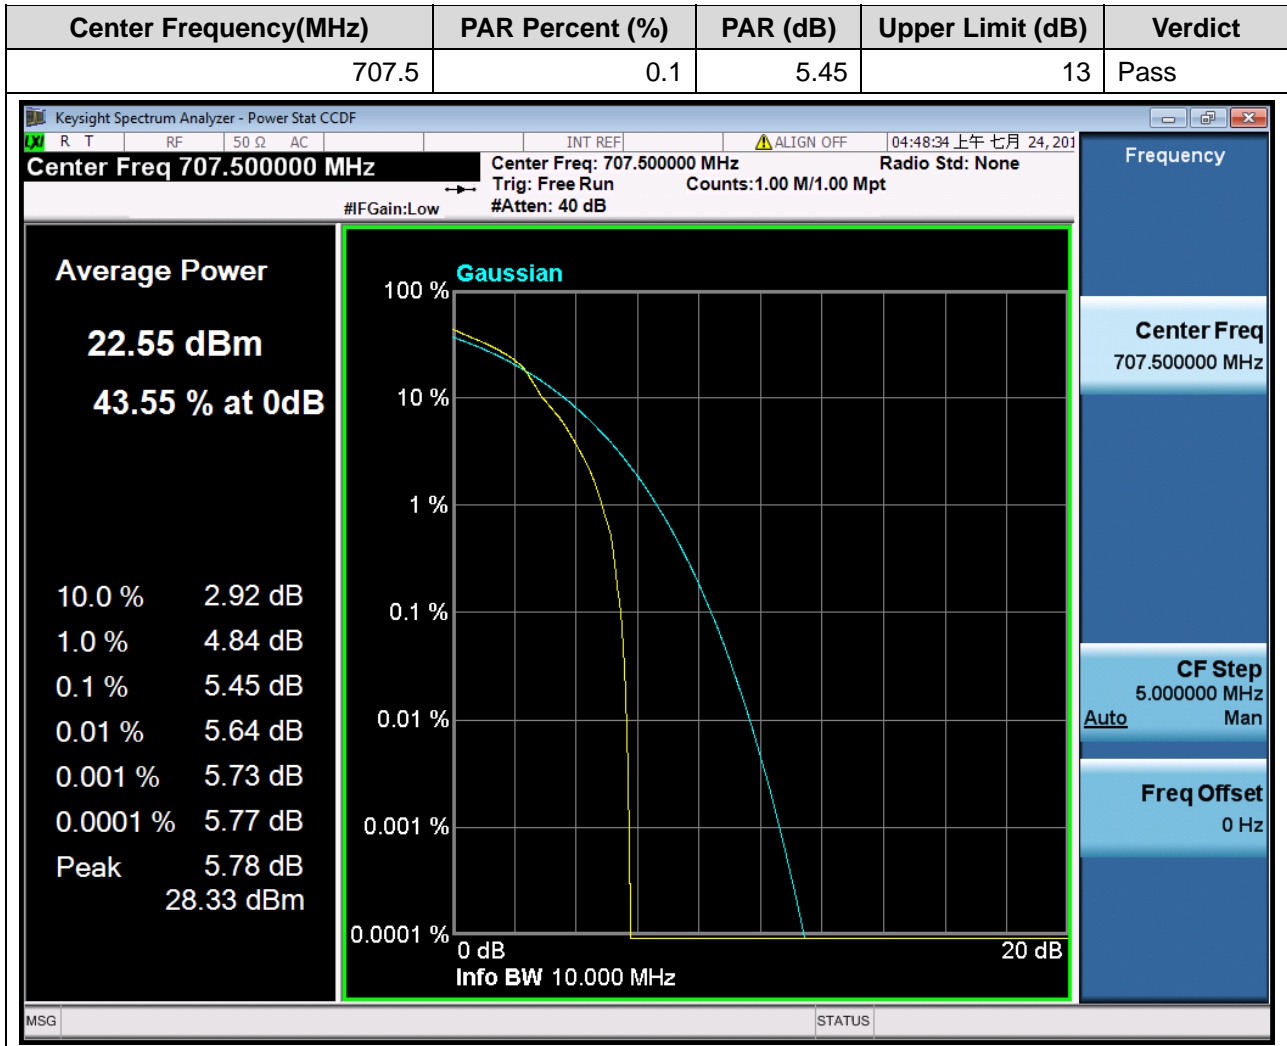 Center Frequency(MHz) PAR Percent (%) PAR (dB) Upper Limit (dB) Verdict
707.5 0.1 5.45 13 Pass
Keysight Spectrum Analyzer - Power Stat CCDF
LXI R T RF 50 Ω AC INT REF ALIGN OFF 04:48:34 上午 七月 24, 201
Center Freq 707.500000 MHz
Center Freq: 707.500000 MHz Radio Std: None
Trig: Free Run Counts:1.00 M/1.00 Mpt
#IFGain:Low #Atten: 40 dB
Frequency
Average Power
22.55 dBm
43.55 % at 0dB
10.0 % 2.92 dB
1.0 % 4.84 dB
0.1 % 5.45 dB
0.01 % 5.64 dB
0.001 % 5.73 dB
0.0001 % 5.77 dB
Peak 5.78 dB
28.33 dBm
Gaussian
100 %
10 %
1 %
0.1 %
0.01 %
0.001 %
0.0001 %
0 dB 20 dB
Info BW 10.000 MHz
Center Freq
707.500000 MHz
CF Step
5.000000 MHz
Auto Man
Freq Offset
0 Hz
MSG STATUS